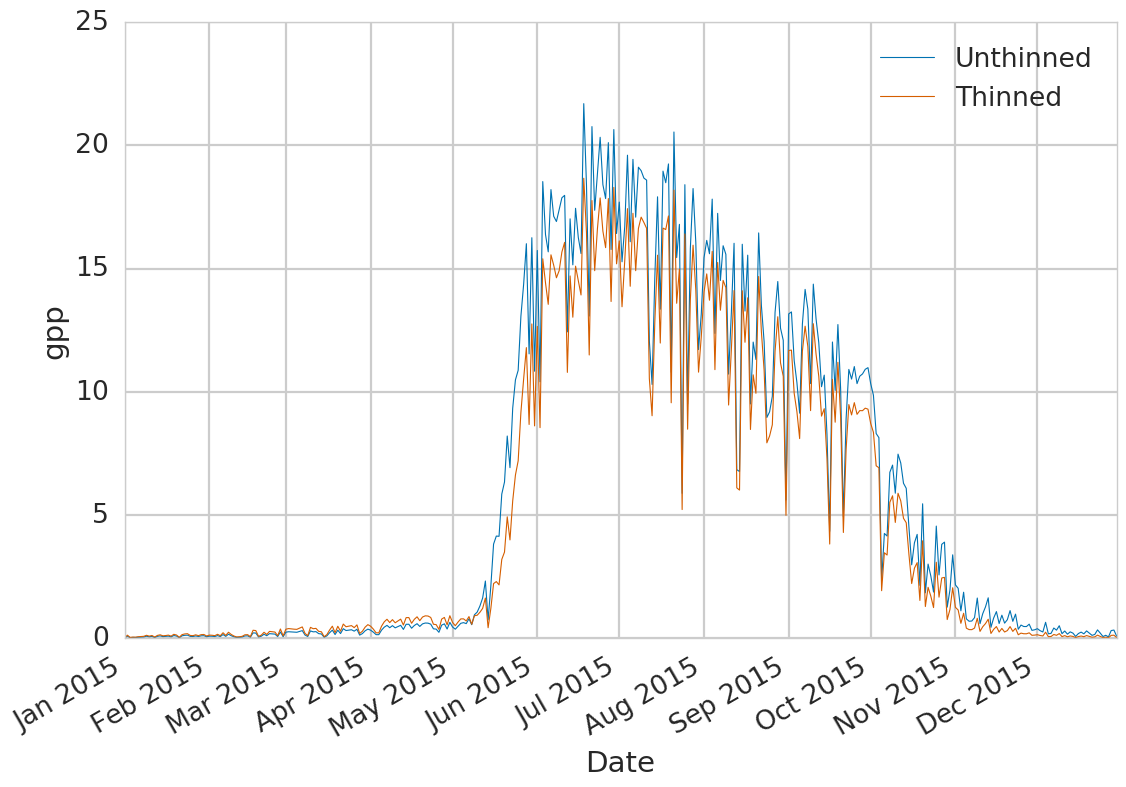 25
20
15
10
5
0
gpp
Unthinned
Thinned
Jan 2015
Feb 2015
Mar 2015
Apr 2015
May 2015
Jun 2015
Jul 2015
Aug 2015
Sep 2015
Oct 2015
Nov 2015
Dec 2015
Date